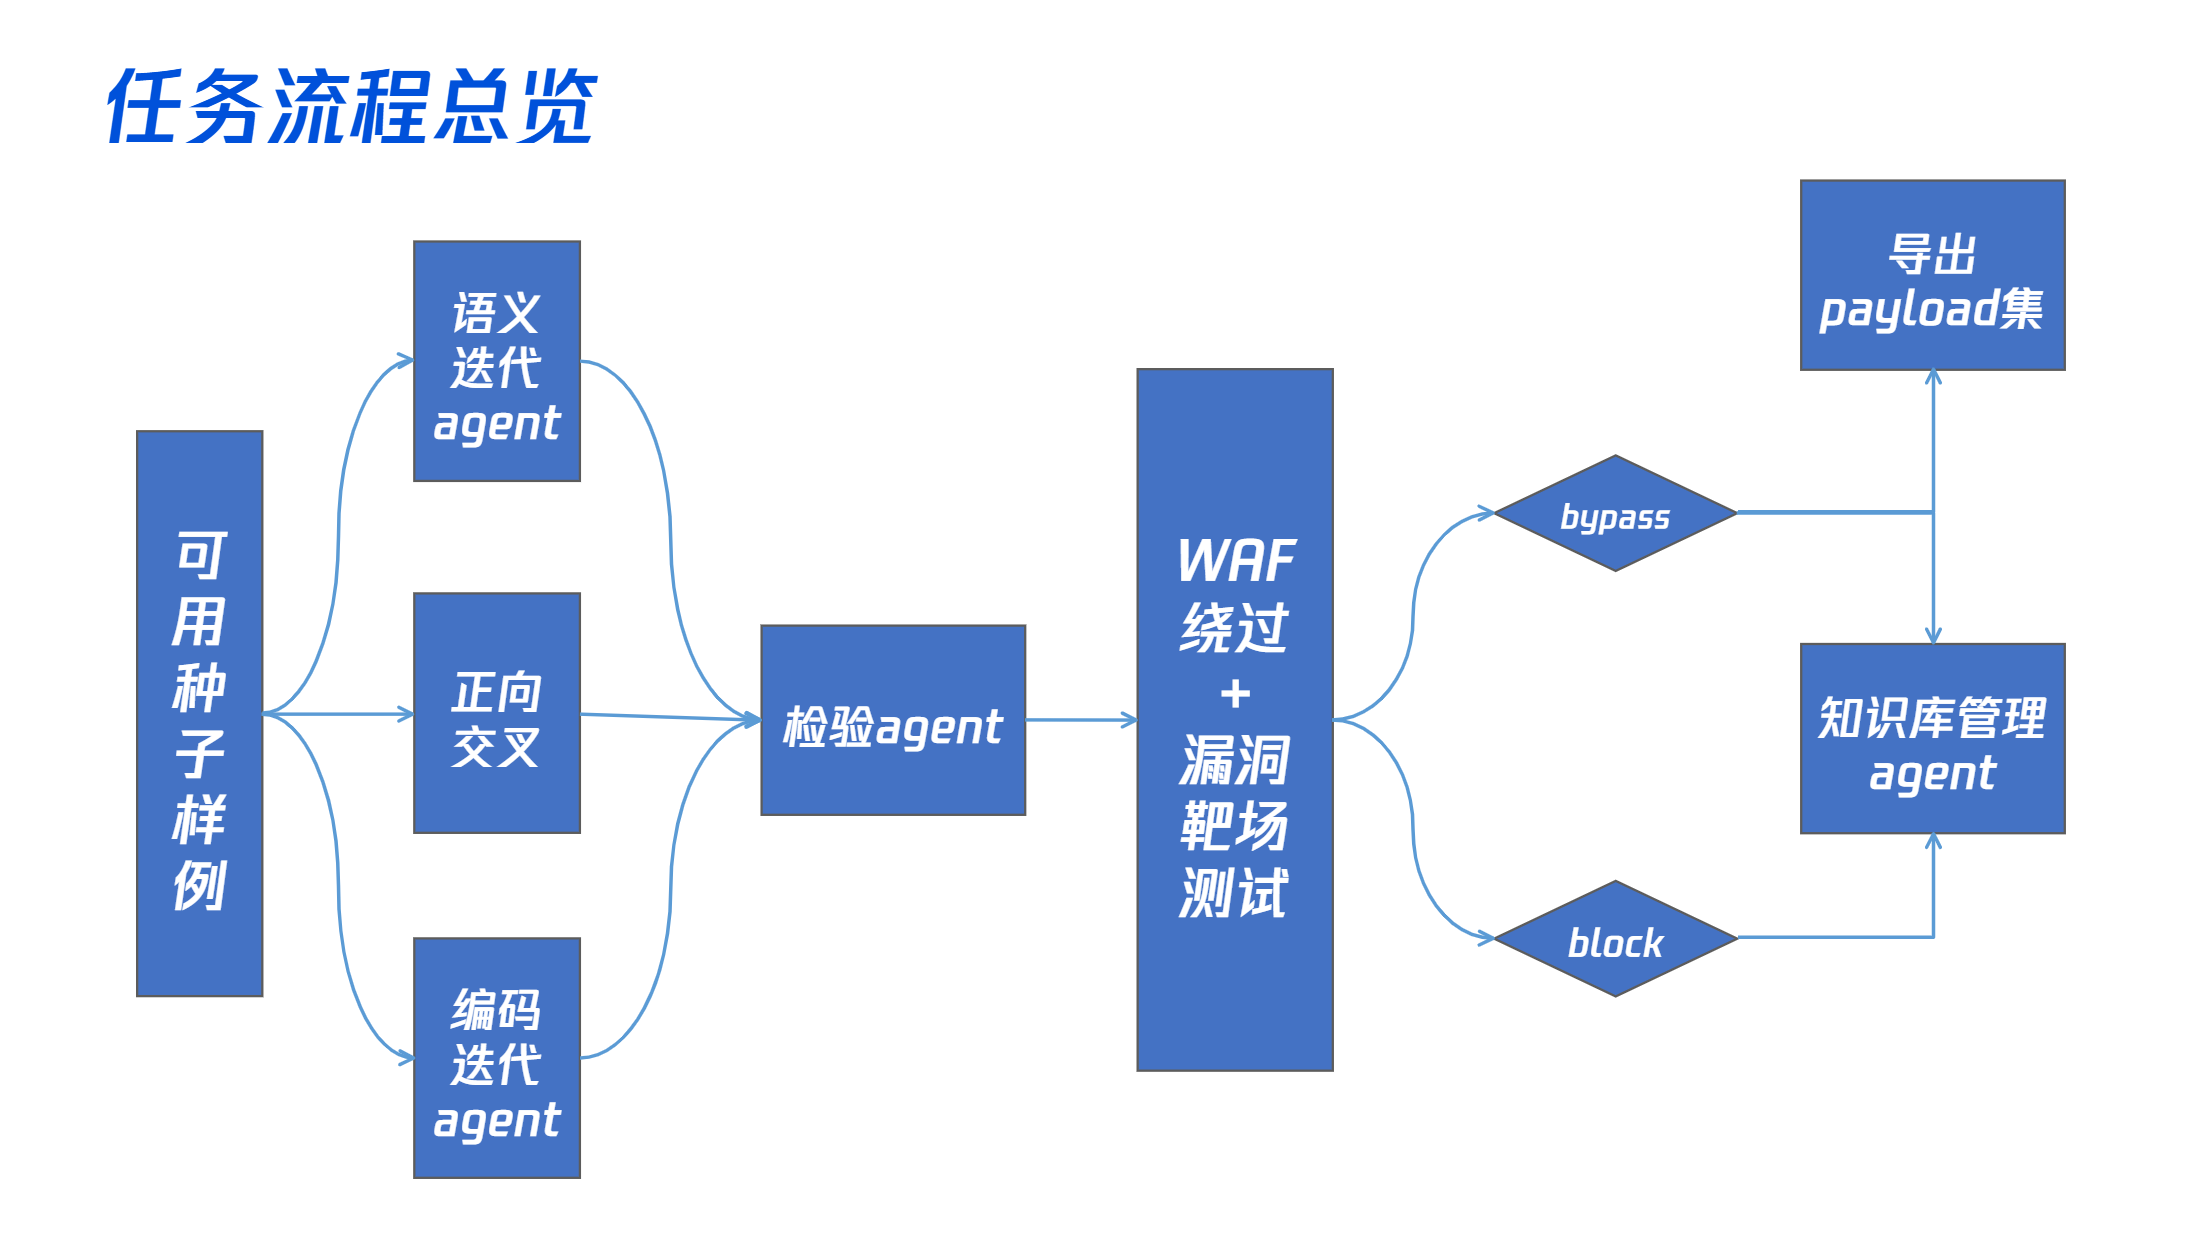 任务流程总览
可
用
种
子
样
例
语义
迭代
agent
正向
交叉
编码
迭代
agent
检验agent
WAF
绕过
+
漏洞
靶场
测试
bypass
block
导出
payload集
知识库管理
agent